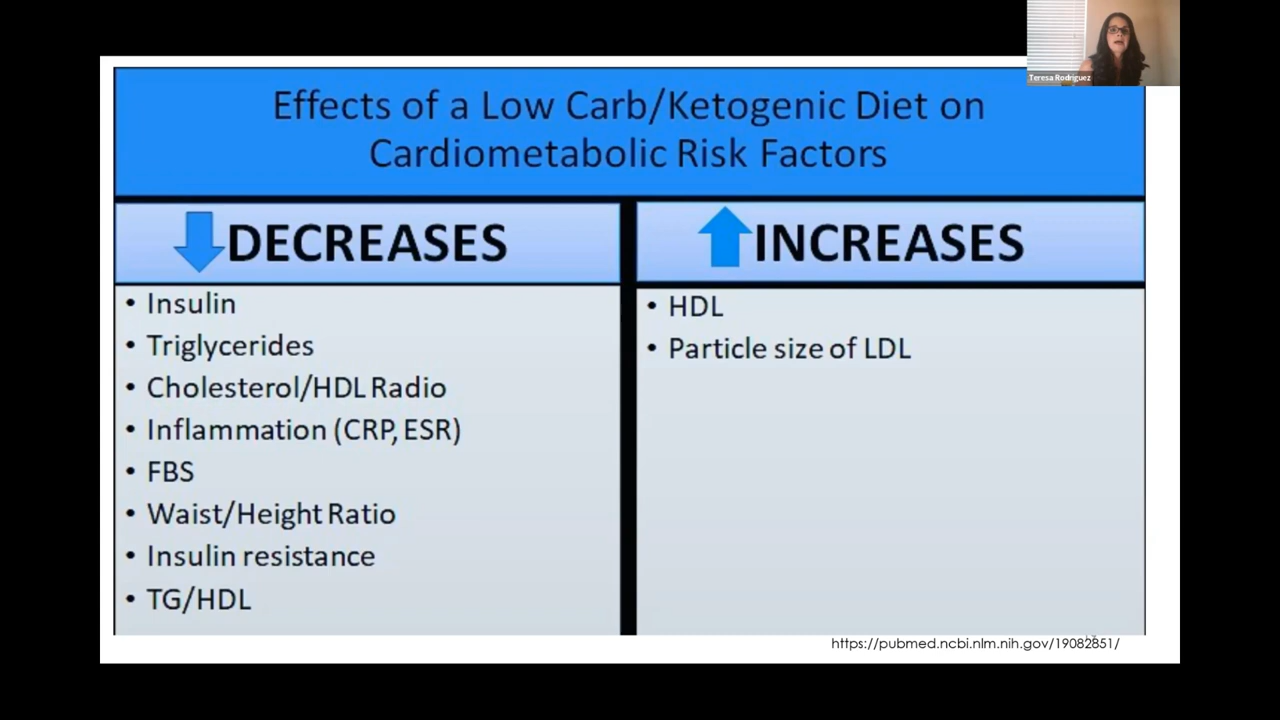 Teresa Rodriguez
Effects of a Low Carb/Ketogenic Diet on
Cardiometabolic Risk Factors
DECREASES
• Insulin
• Triglycerides
• Cholesterol/HDL Radio
• Inflammation (CRP, ESR)
• FBS
• Waist/Height Ratio
• Insulin resistance
• TG/HDL
INCREASES
• HDL
• Particle size of LDL
https://pubmed.ncbi.nlm.nih.gov/19082851/